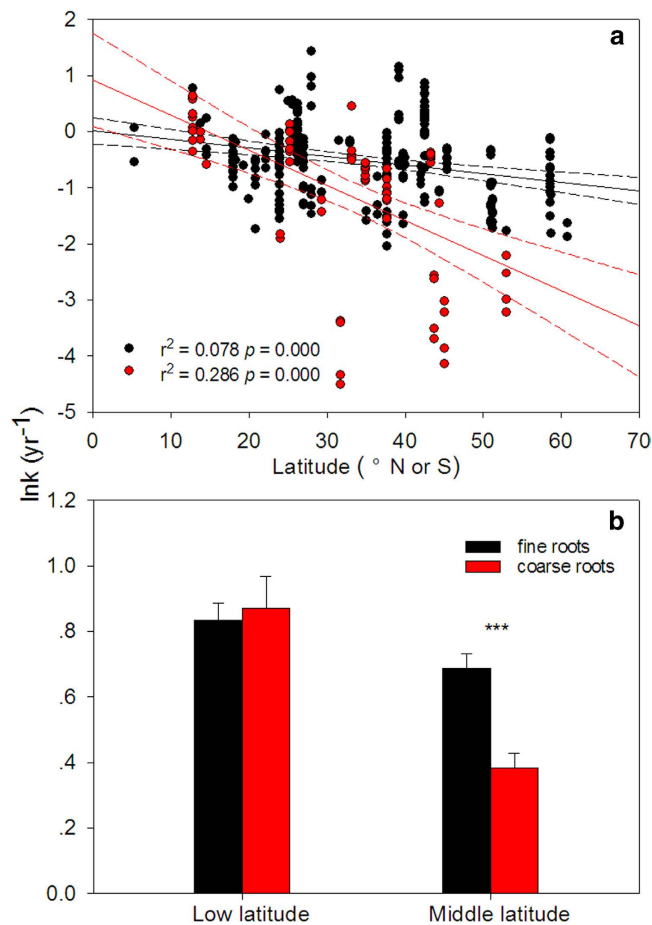 a
2
1
0
-1
-2
-3
-4
-5
r² = 0.078 p = 0.000
r² = 0.286 p = 0.000
0 10 20 30 40 50 60 70
Latitude ( ° N or S)
lnk (yr⁻¹)
b
1.2
1.0
.8
.6
.4
.2
0.0
fine roots
coarse roots
***
Low latitude Middle latitude